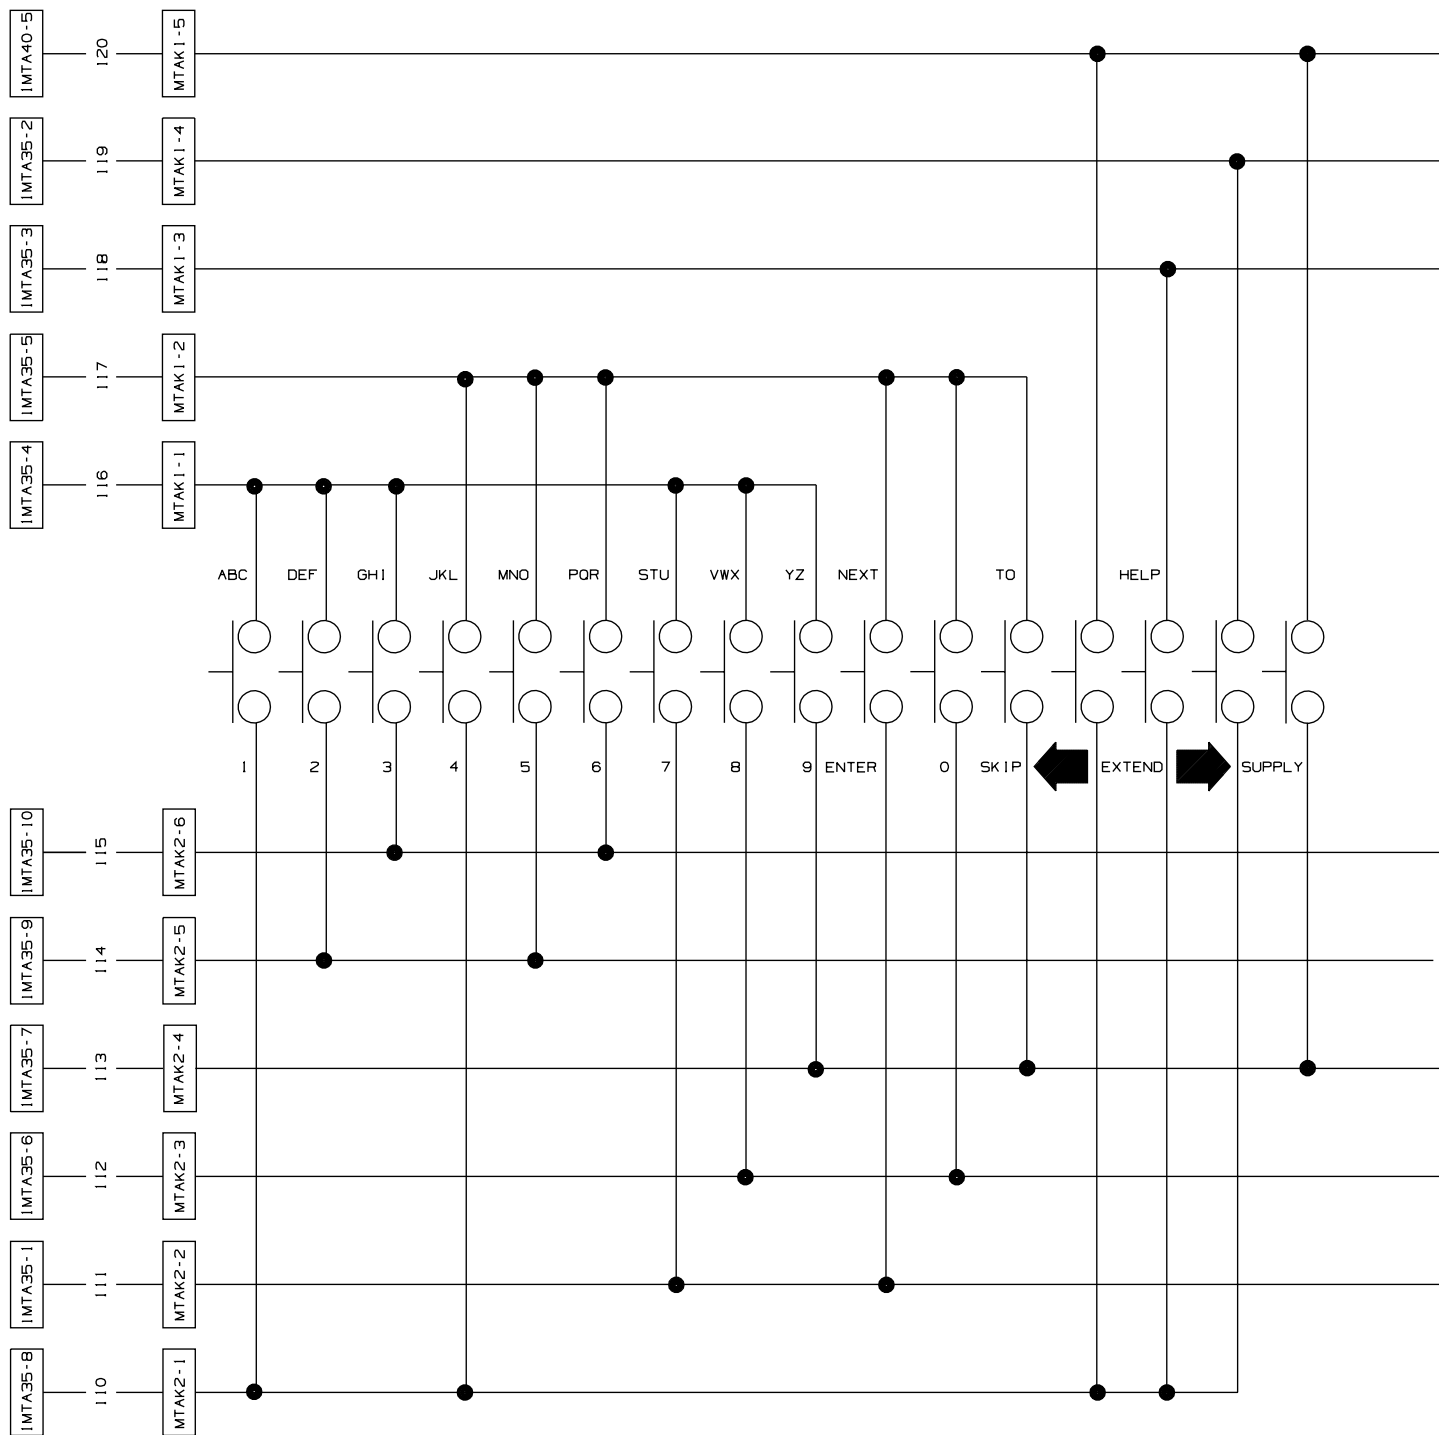 1MTA40-5 120 MTAK1-5
1MTA35-2 119 MTAK1-4
1MTA35-3 118 MTAK1-3
1MTA35-5 117 MTAK1-2
1MTA35-4 116 MTAK1-1
ABC DEF GHI JKL MNO PQR STU VWX YZ NEXT TO HELP
1 2 3 4 5 6 7 8 9 ENTER 0 SKIP EXTEND SUPPLY
1MTA35-10 115 MTAK2-6
1MTA35-9 114 MTAK2-5
1MTA35-7 113 MTAK2-4
1MTA35-6 112 MTAK2-3
1MTA35-1 111 MTAK2-2
1MTA35-8 110 MTAK2-1